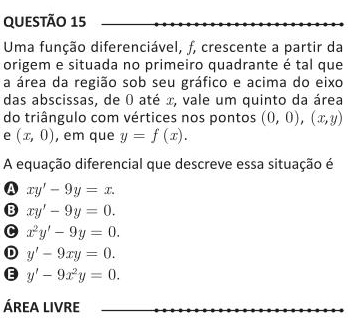 QUESTÃO 15
Uma função diferenciável, f, crescente a partir da
origem e situada no primeiro quadrante é tal que
a área da região sob seu gráfico e acima do eixo
das abscissas, de 0 até x, vale um quinto da área
do triângulo com vértices nos pontos (0, 0), (x,y)
e (x, 0), em que y = f (x).
A equação diferencial que descreve essa situação é
A xy′ − 9y = x.
B xy′ − 9y = 0.
C x²y′ − 9y = 0.
D y′ − 9xy = 0.
E y′ − 9x²y = 0.
ÁREA LIVRE